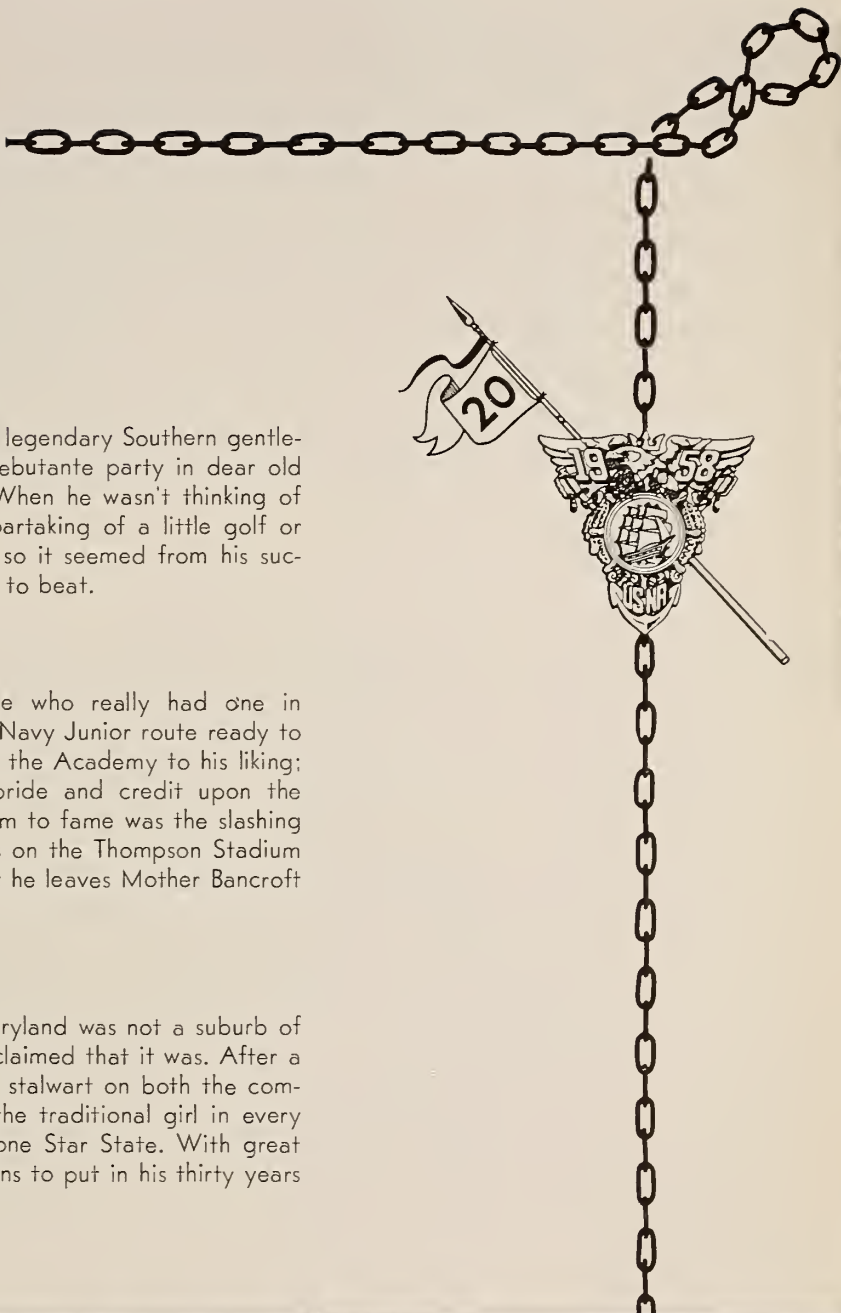 20
19 58
USNA
legendary Southern gentle-
ebutante party in dear old
When he wasn't thinking of
partaking of a little golf or
so it seemed from his suc-
to beat.
e who really had one in
Navy Junior route ready to
the Academy to his liking;
pride and credit upon the
m to fame was the slashing
on the Thompson Stadium
he leaves Mother Bancroft
ryland was not a suburb of
claimed that it was. After a
stalwart on both the com-
the traditional girl in every
one Star State. With great
ns to put in his thirty years